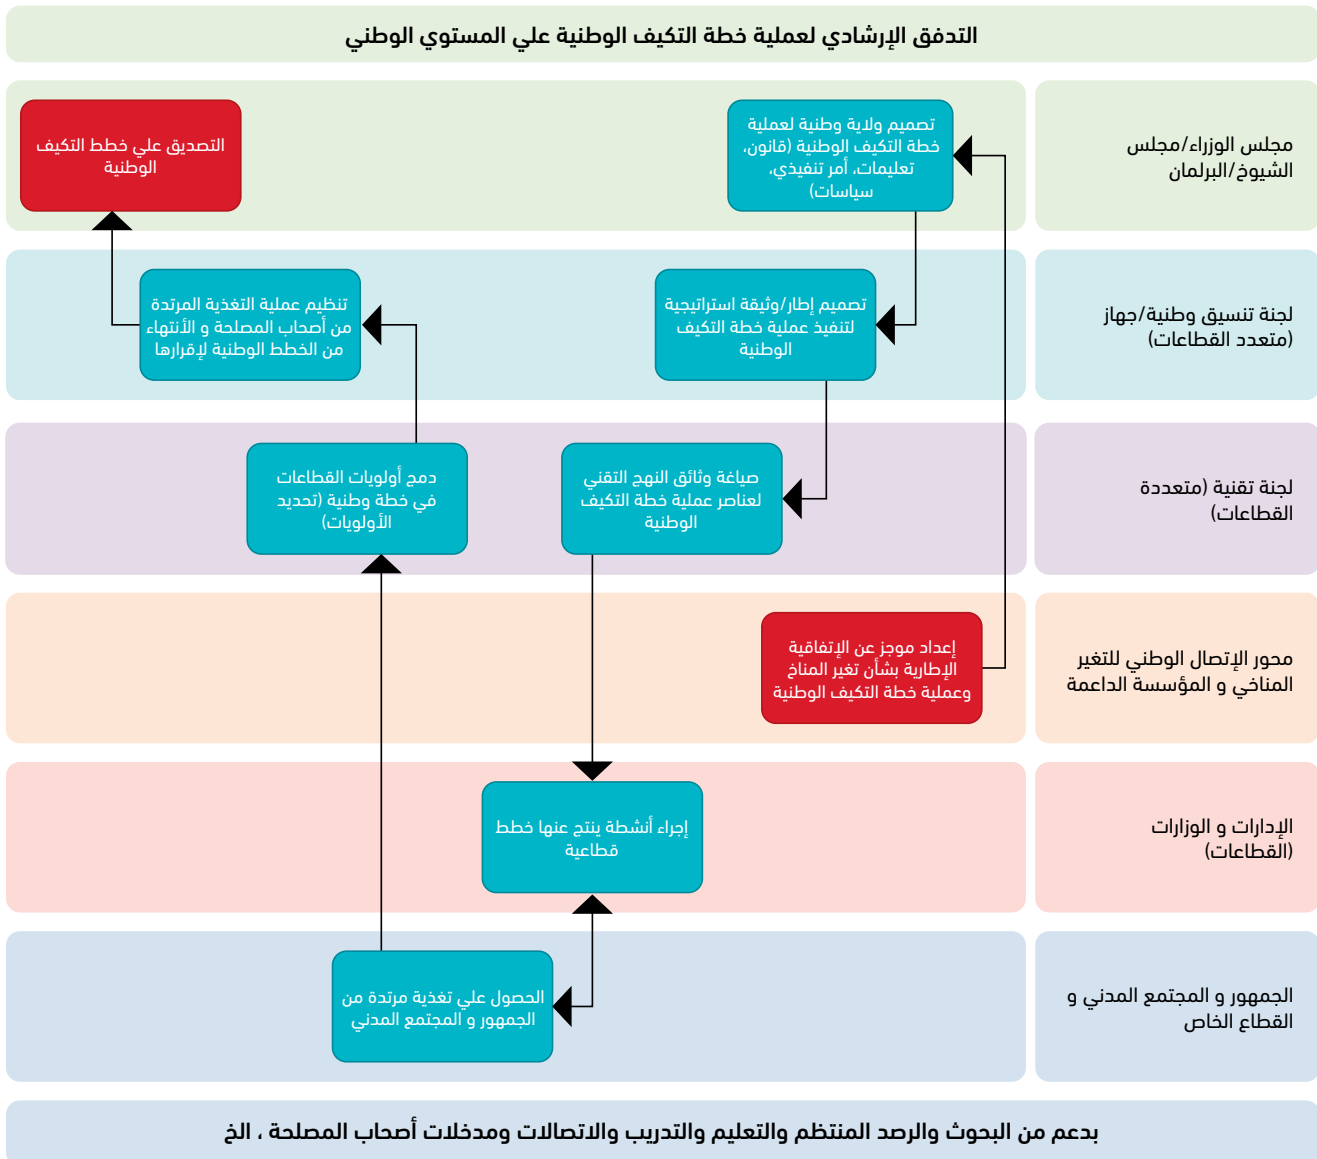 التدفق الإرشادي لعملية خطة التكيف الوطنية علي المستوي الوطني
مجلس الوزراء/مجلس
الشيوخ/البرلمان
تصميم ولاية وطنية لعملية
خطة التكيف الوطنية (قانون،
تعليمات، أمر تنفيذي،
سياسات)
التصديق علي خطط التكيف
الوطنية
لجنة تنسيق وطنية/جهاز
(متعدد القطاعات)
تصميم إطار/وثيقة استراتيجية
لتنفيذ عملية خطة التكيف
الوطنية
تنظيم عملية التغذية المرتدة
من أصحاب المصلحة و الأنتهاء
من الخطط الوطنية لإقرارها
لجنة تقنية (متعددة
القطاعات)
صياغة وثائق النهج التقني
لعناصر عملية خطة التكيف
الوطنية
دمج أولويات القطاعات
في خطة وطنية (تحديد
الأولويات)
محور الإتصال الوطني للتغير
المناخي و المؤسسة الداعمة
إعداد موجز عن الإتفاقية
الإطارية بشأن تغير المناخ
وعملية خطة التكيف الوطنية
الإدارات و الوزارات
(القطاعات)
إجراء أنشطة ينتج عنها خطط
قطاعية
الجمهور و المجتمع المدني و
القطاع الخاص
الحصول علي تغذية مرتدة من
الجمهور و المجتمع المدني
بدعم من البحوث والرصد المنتظم والتعليم والتدريب والاتصالات ومدخلات أصحاب المصلحة ، الخ